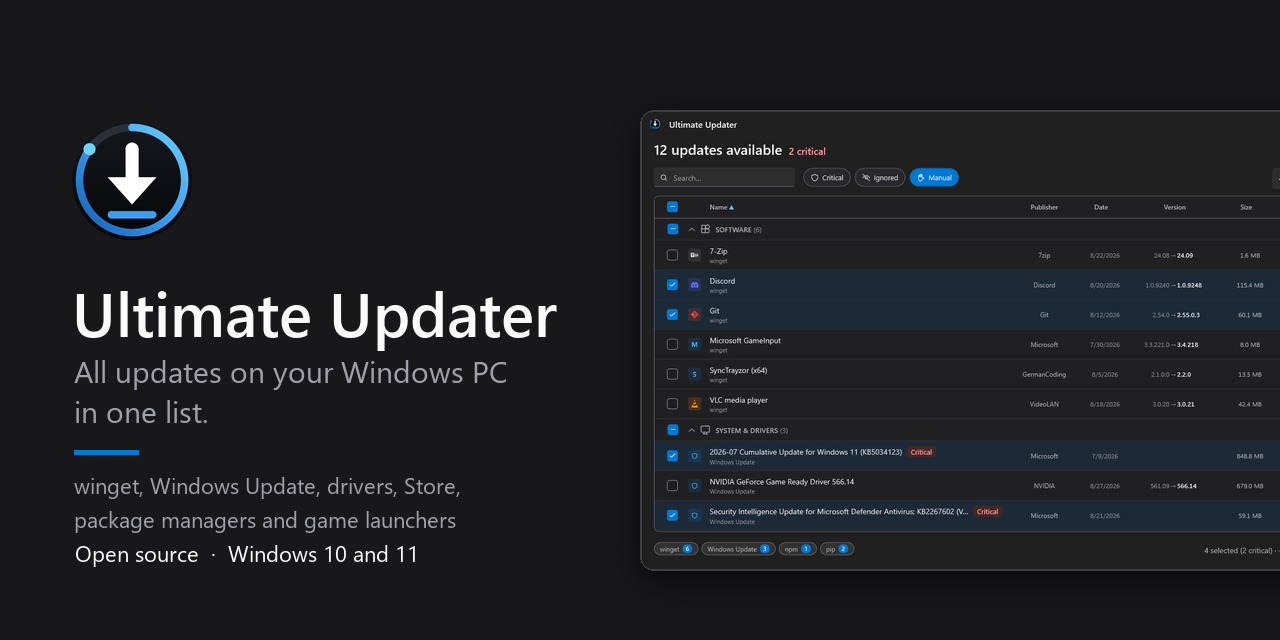 Ultimate Updater
All updates on your Windows PC
in one list.
winget, Windows Update, drivers, Store,
package managers and game launchers
Open source · Windows 10 and 11
Ultimate Updater
12 updates available 2 critical
Search... Critical Ignored Manual
Name ▲ Publisher Date Version Size
SOFTWARE (6)
7-Zip
winget
7zip 8/22/2026 24.08 → 24.09 1.6 MB
Discord
winget
Discord 8/20/2026 1.0.9240 → 1.0.9248 115.4 MB
Git
winget
Git 8/12/2026 2.54.0 → 2.55.0.3 60.1 MB
Microsoft GameInput
winget
Microsoft 7/30/2026 3.3.221.0 → 3.4.218 8.0 MB
SyncTrayzor (x64)
winget
GermanCoding 8/5/2026 2.1.0.0 → 2.2.0 13.5 MB
VLC media player
winget
VideoLAN 8/18/2026 3.0.20 → 3.0.21 42.4 MB
SYSTEM & DRIVERS (3)
2026-07 Cumulative Update for Windows 11 (KB5034123) Critical
Windows Update
Microsoft 7/9/2026 848.8 MB
NVIDIA GeForce Game Ready Driver 566.14
Windows Update
NVIDIA 8/27/2026 561.09 → 566.14 679.0 MB
Security Intelligence Update for Microsoft Defender Antivirus: KB2267602 (V... Critical
Windows Update
Microsoft 8/21/2026 59.1 MB
winget 6 Windows Update 3 npm 1 pip 2
4 selected (2 critical) ·